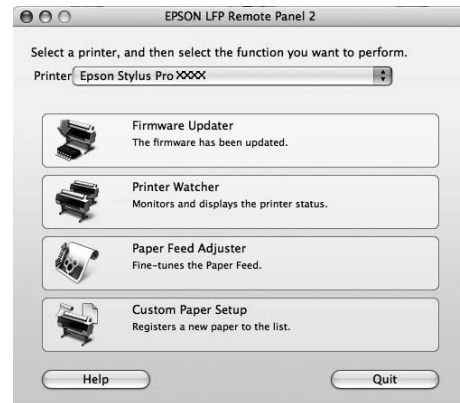 EPSON LFP Remote Panel 2
Select a printer, and then select the function you want to perform.
Printer Epson Stylus Pro XXXX
Firmware Updater
The firmware has been updated.
Printer Watcher
Monitors and displays the printer status.
Paper Feed Adjuster
Fine-tunes the Paper Feed.
Custom Paper Setup
Registers a new paper to the list.
Help Quit